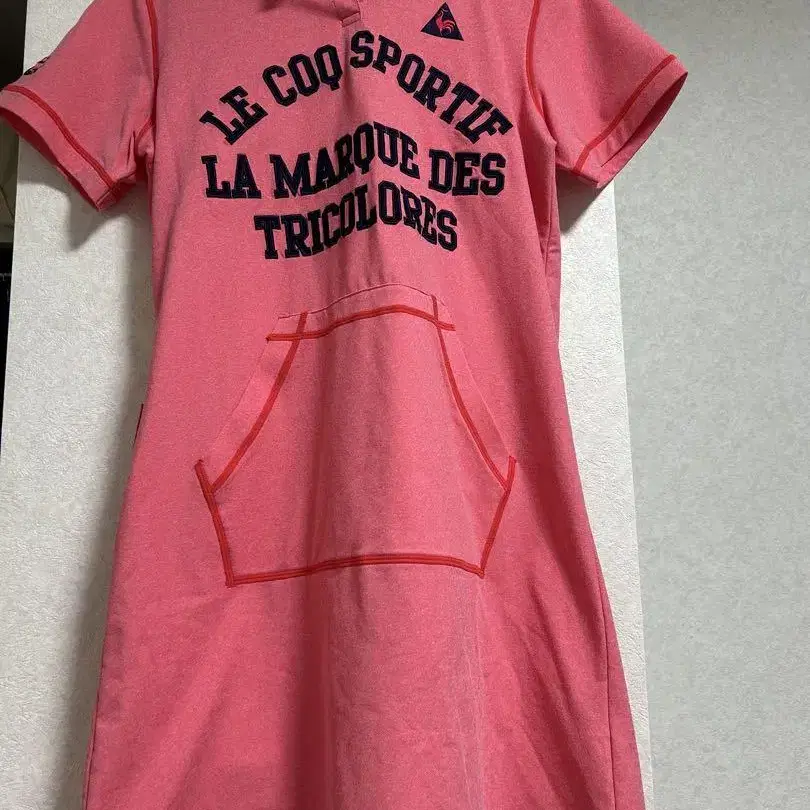 LE COQ SPORTIF
LA MARQUE DES
TRICOLORES